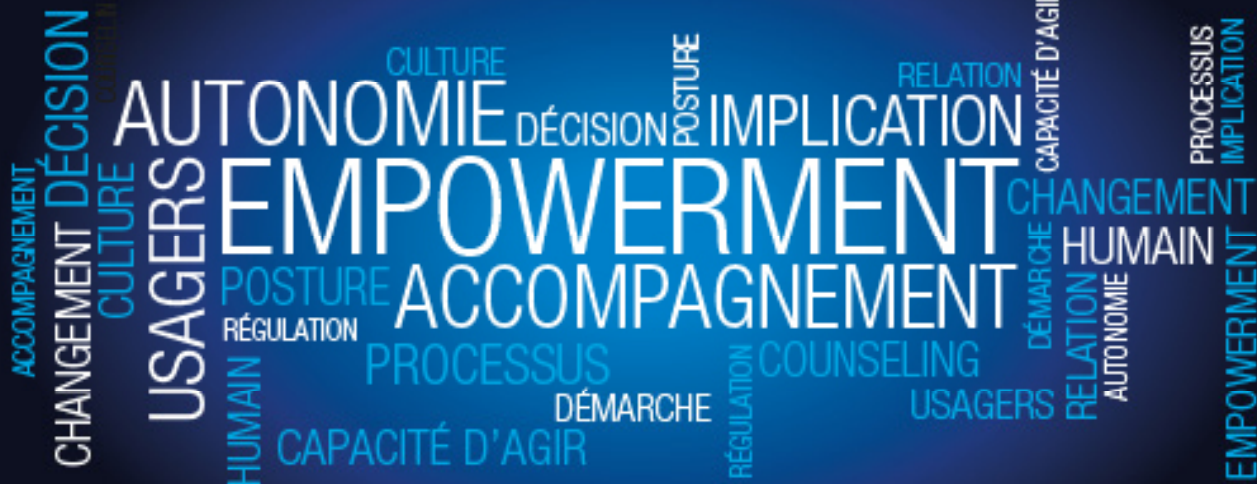 DÉCISION
COUNSELIN
CULTURE
POSTURE
RELATION
CAPACITÉ D'AGIR
PROCESSUS
IMPLICATION
AUTONOMIE
DÉCISION
IMPLICATION
ACCOMPAGNEMENT
CHANGEMENT
CULTURE
USAGERS
EMPOWERMENT
CHANGEMENT
HUMAIN
DÉMARCHE
POSTURE
ACCOMPAGNEMENT
RELATION
AUTONOMIE
EMPOWERMENT
RÉGULATION
PROCESSUS
COUNSELING
HUMAIN
DÉMARCHE
RÉGULATION
USAGERS
CAPACITÉ D'AGIR